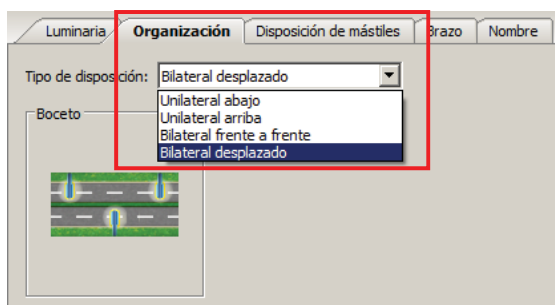 Luminaria Organización Disposición de mástiles Brazo Nombre
Tipo de disposición: Bilateral desplazado
Unilateral abajo
Unilateral arriba
Bilateral frente a frente
Bilateral desplazado
Boceto